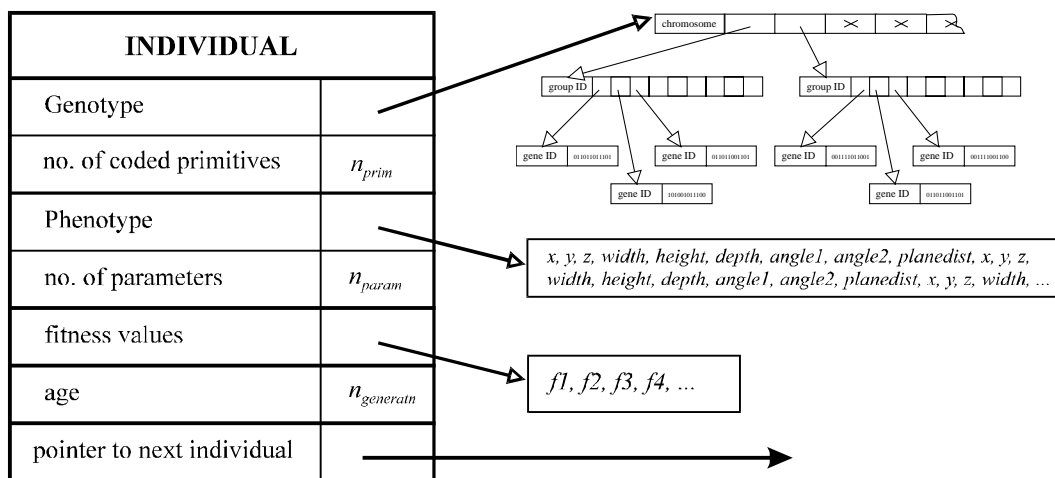 INDIVIDUAL
Genotype
no. of coded primitives n_prim
Phenotype
no. of parameters n_param
fitness values
age n_generatn
pointer to next individual
chromosome
group ID
group ID
gene ID 011011011101
gene ID 011011001101
gene ID 101001011100
gene ID 001111011001
gene ID 001111001100
gene ID 011011001101
x, y, z, width, height, depth, angle1, angle2, planedist, x, y, z,
width, height, depth, angle1, angle2, planedist, x, y, z, width, ...
f1, f2, f3, f4, ...